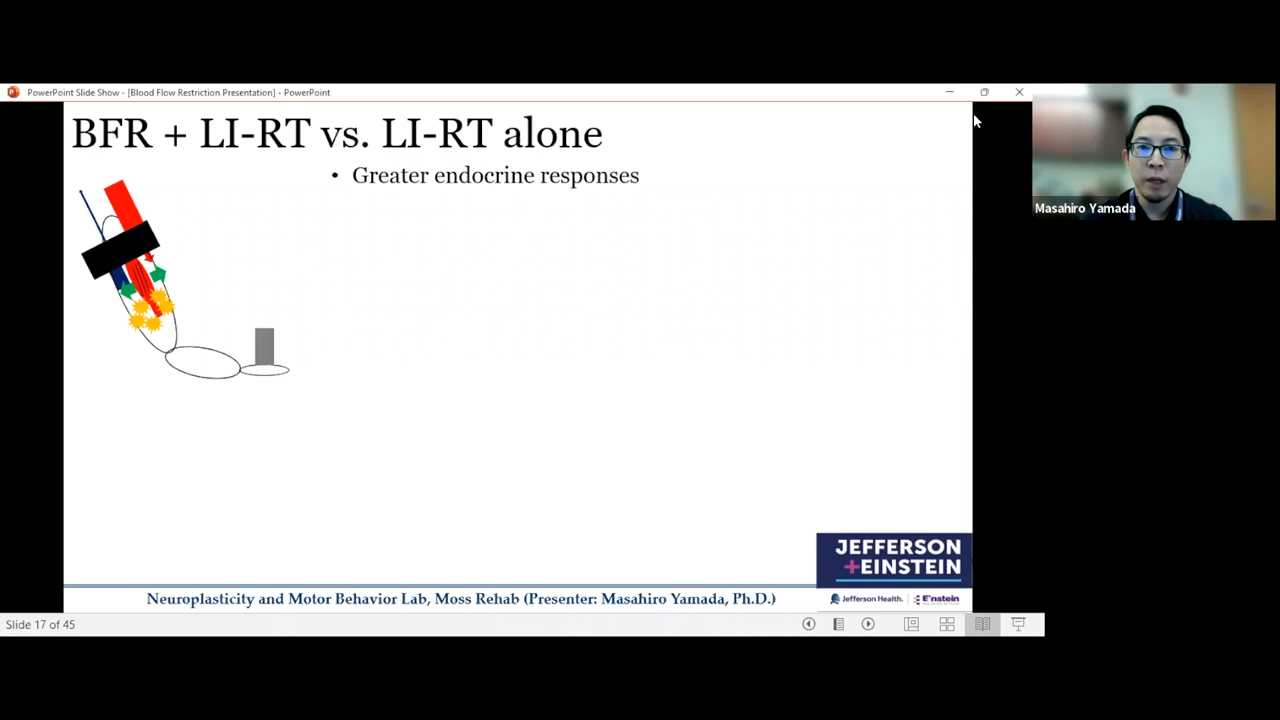 PowerPoint Slide Show - [Blood Flow Restriction Presentation] - PowerPoint
BFR + LI-RT vs. LI-RT alone
• Greater endocrine responses
Masahiro Yamada
JEFFERSON
+EINSTEIN
Neuroplasticity and Motor Behavior Lab, Moss Rehab (Presenter: Masahiro Yamada, Ph.D.)
Jefferson Health. | Einstein
Slide 17 of 45